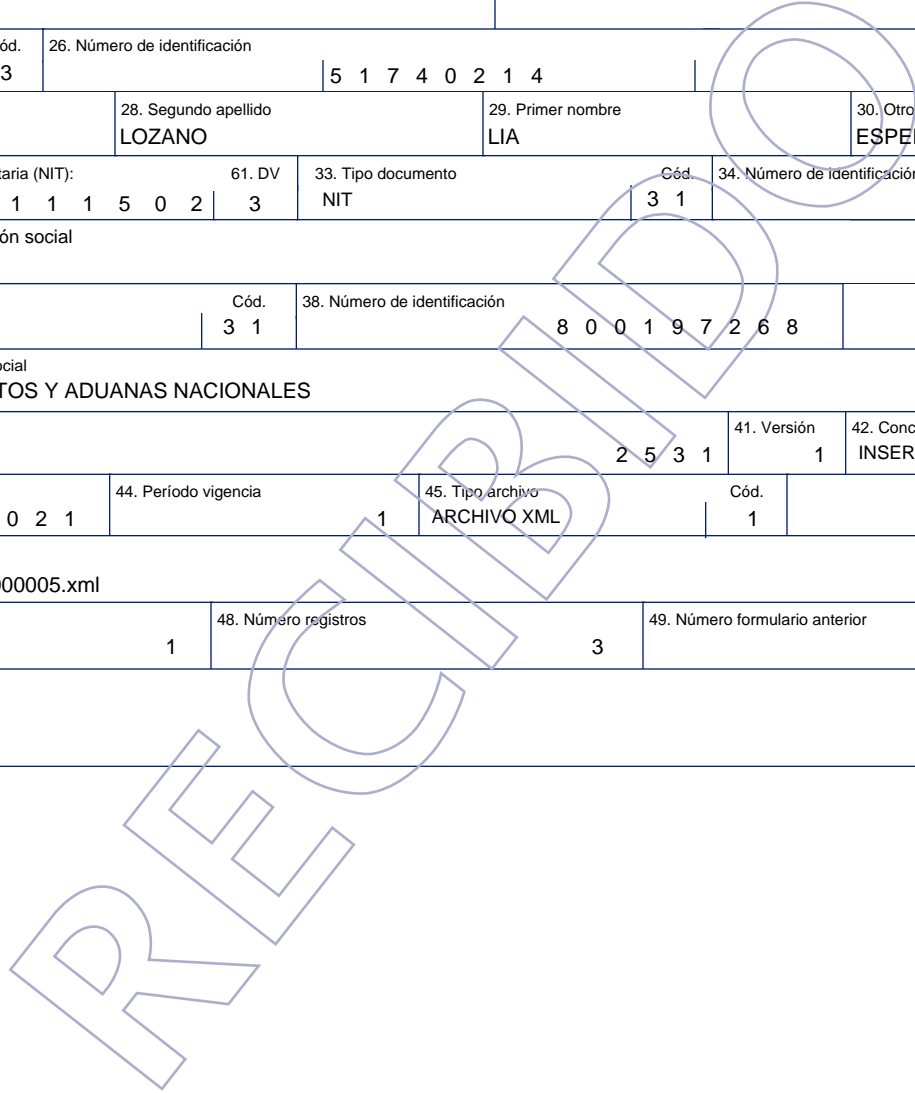 ód. 26. Número de identificación
3 5 1 7 4 0 2 1 4
28. Segundo apellido 29. Primer nombre 30. Otro
LOZANO LIA ESPE
taria (NIT): 61. DV 33. Tipo documento Cód. 34. Número de identificación
1 1 1 5 0 2 3 NIT 3 1
ón social
Cód. 38. Número de identificación
3 1 8 0 0 1 9 7 2 6 8
ocial
TOS Y ADUANAS NACIONALES
41. Versión 42. Conc
2 5 3 1 1 INSER
44. Período vigencia 45. Tipo archivo Cód.
0 2 1 1 ARCHIVO XML 1
000005.xml
48. Número registros 49. Número formulario anterior
1 3
RECIBIDO